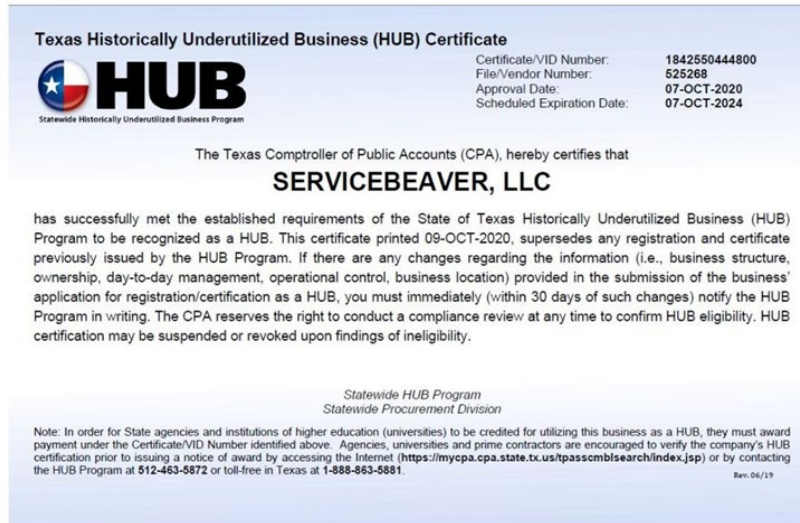 Texas Historically Underutilized Business (HUB) Certificate
HUB
Statewide Historically Underutilized Business Program
Certificate/VID Number: 1842550444800
File/Vendor Number: 525268
Approval Date: 07-OCT-2020
Scheduled Expiration Date: 07-OCT-2024
The Texas Comptroller of Public Accounts (CPA), hereby certifies that
SERVICEBEAVER, LLC
has successfully met the established requirements of the State of Texas Historically Underutilized Business (HUB)
Program to be recognized as a HUB. This certificate printed 09-OCT-2020, supersedes any registration and certificate
previously issued by the HUB Program. If there are any changes regarding the information (i.e., business structure,
ownership, day-to-day management, operational control, business location) provided in the submission of the business'
application for registration/certification as a HUB, you must immediately (within 30 days of such changes) notify the HUB
Program in writing. The CPA reserves the right to conduct a compliance review at any time to confirm HUB eligibility. HUB
certification may be suspended or revoked upon findings of ineligibility.
Statewide HUB Program
Statewide Procurement Division
Note: In order for State agencies and institutions of higher education (universities) to be credited for utilizing this business as a HUB, they must award
payment under the Certificate/VID Number identified above. Agencies, universities and prime contractors are encouraged to verify the company's HUB
certification prior to issuing a notice of award by accessing the Internet (https://mycpa.cpa.state.tx.us/tpasscmblsearch/index.jsp) or by contacting
the HUB Program at 512-463-5872 or toll-free in Texas at 1-888-863-5881.
Rev. 06/19